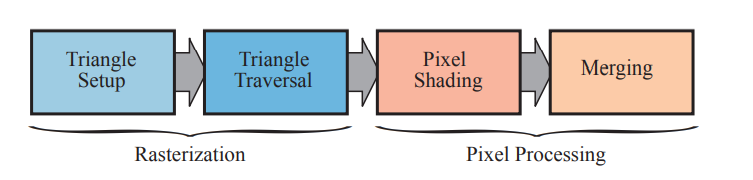 Triangle
Setup
Triangle
Traversal
Pixel
Shading
Merging
Rasterization
Pixel Processing